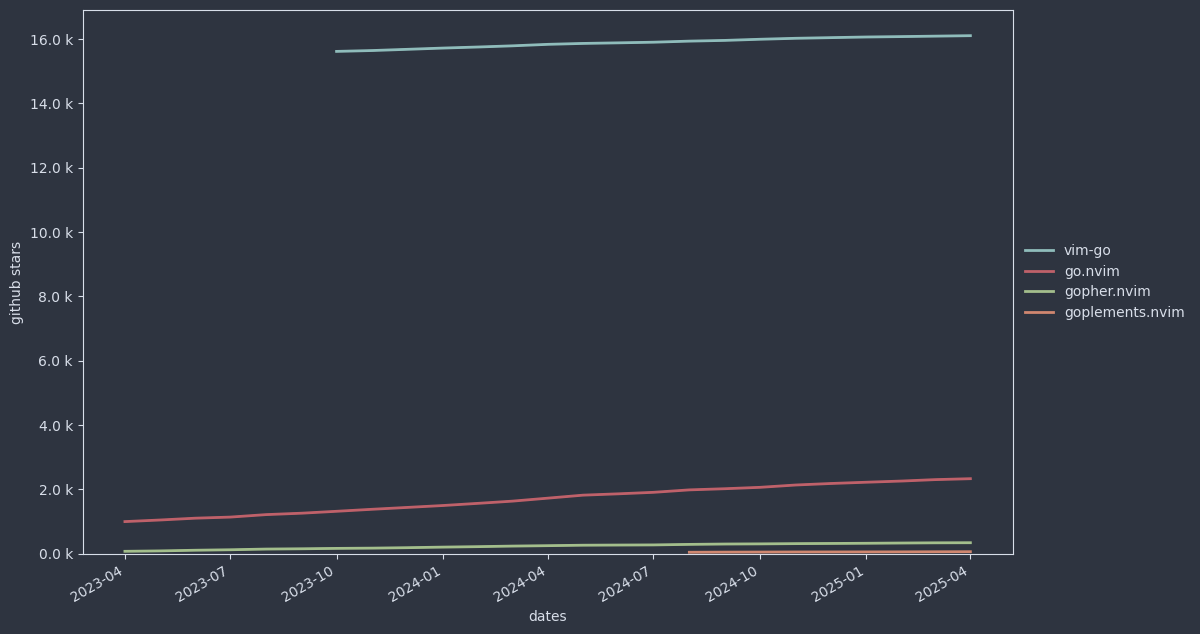 16.0 k
14.0 k
12.0 k
10.0 k
8.0 k
6.0 k
4.0 k
2.0 k
0.0 k
github stars
2023-04
2023-07
2023-10
2024-01
2024-04
2024-07
2024-10
2025-01
2025-04
dates
vim-go
go.nvim
gopher.nvim
goplements.nvim